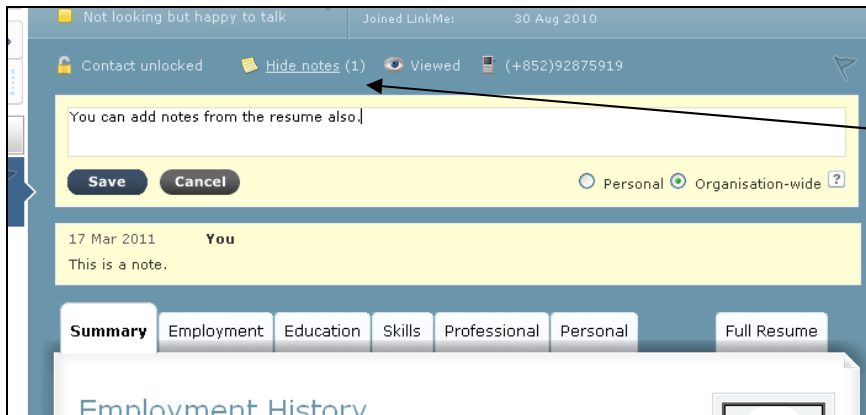 Not looking but happy to talk Joined LinkMe: 30 Aug 2010
Contact unlocked Hide notes (1) Viewed (+852)92875919
You can add notes from the resume also.
Save Cancel Personal Organisation-wide ?
17 Mar 2011 You
This is a note.
Summary Employment Education Skills Professional Personal Full Resume
Employment History